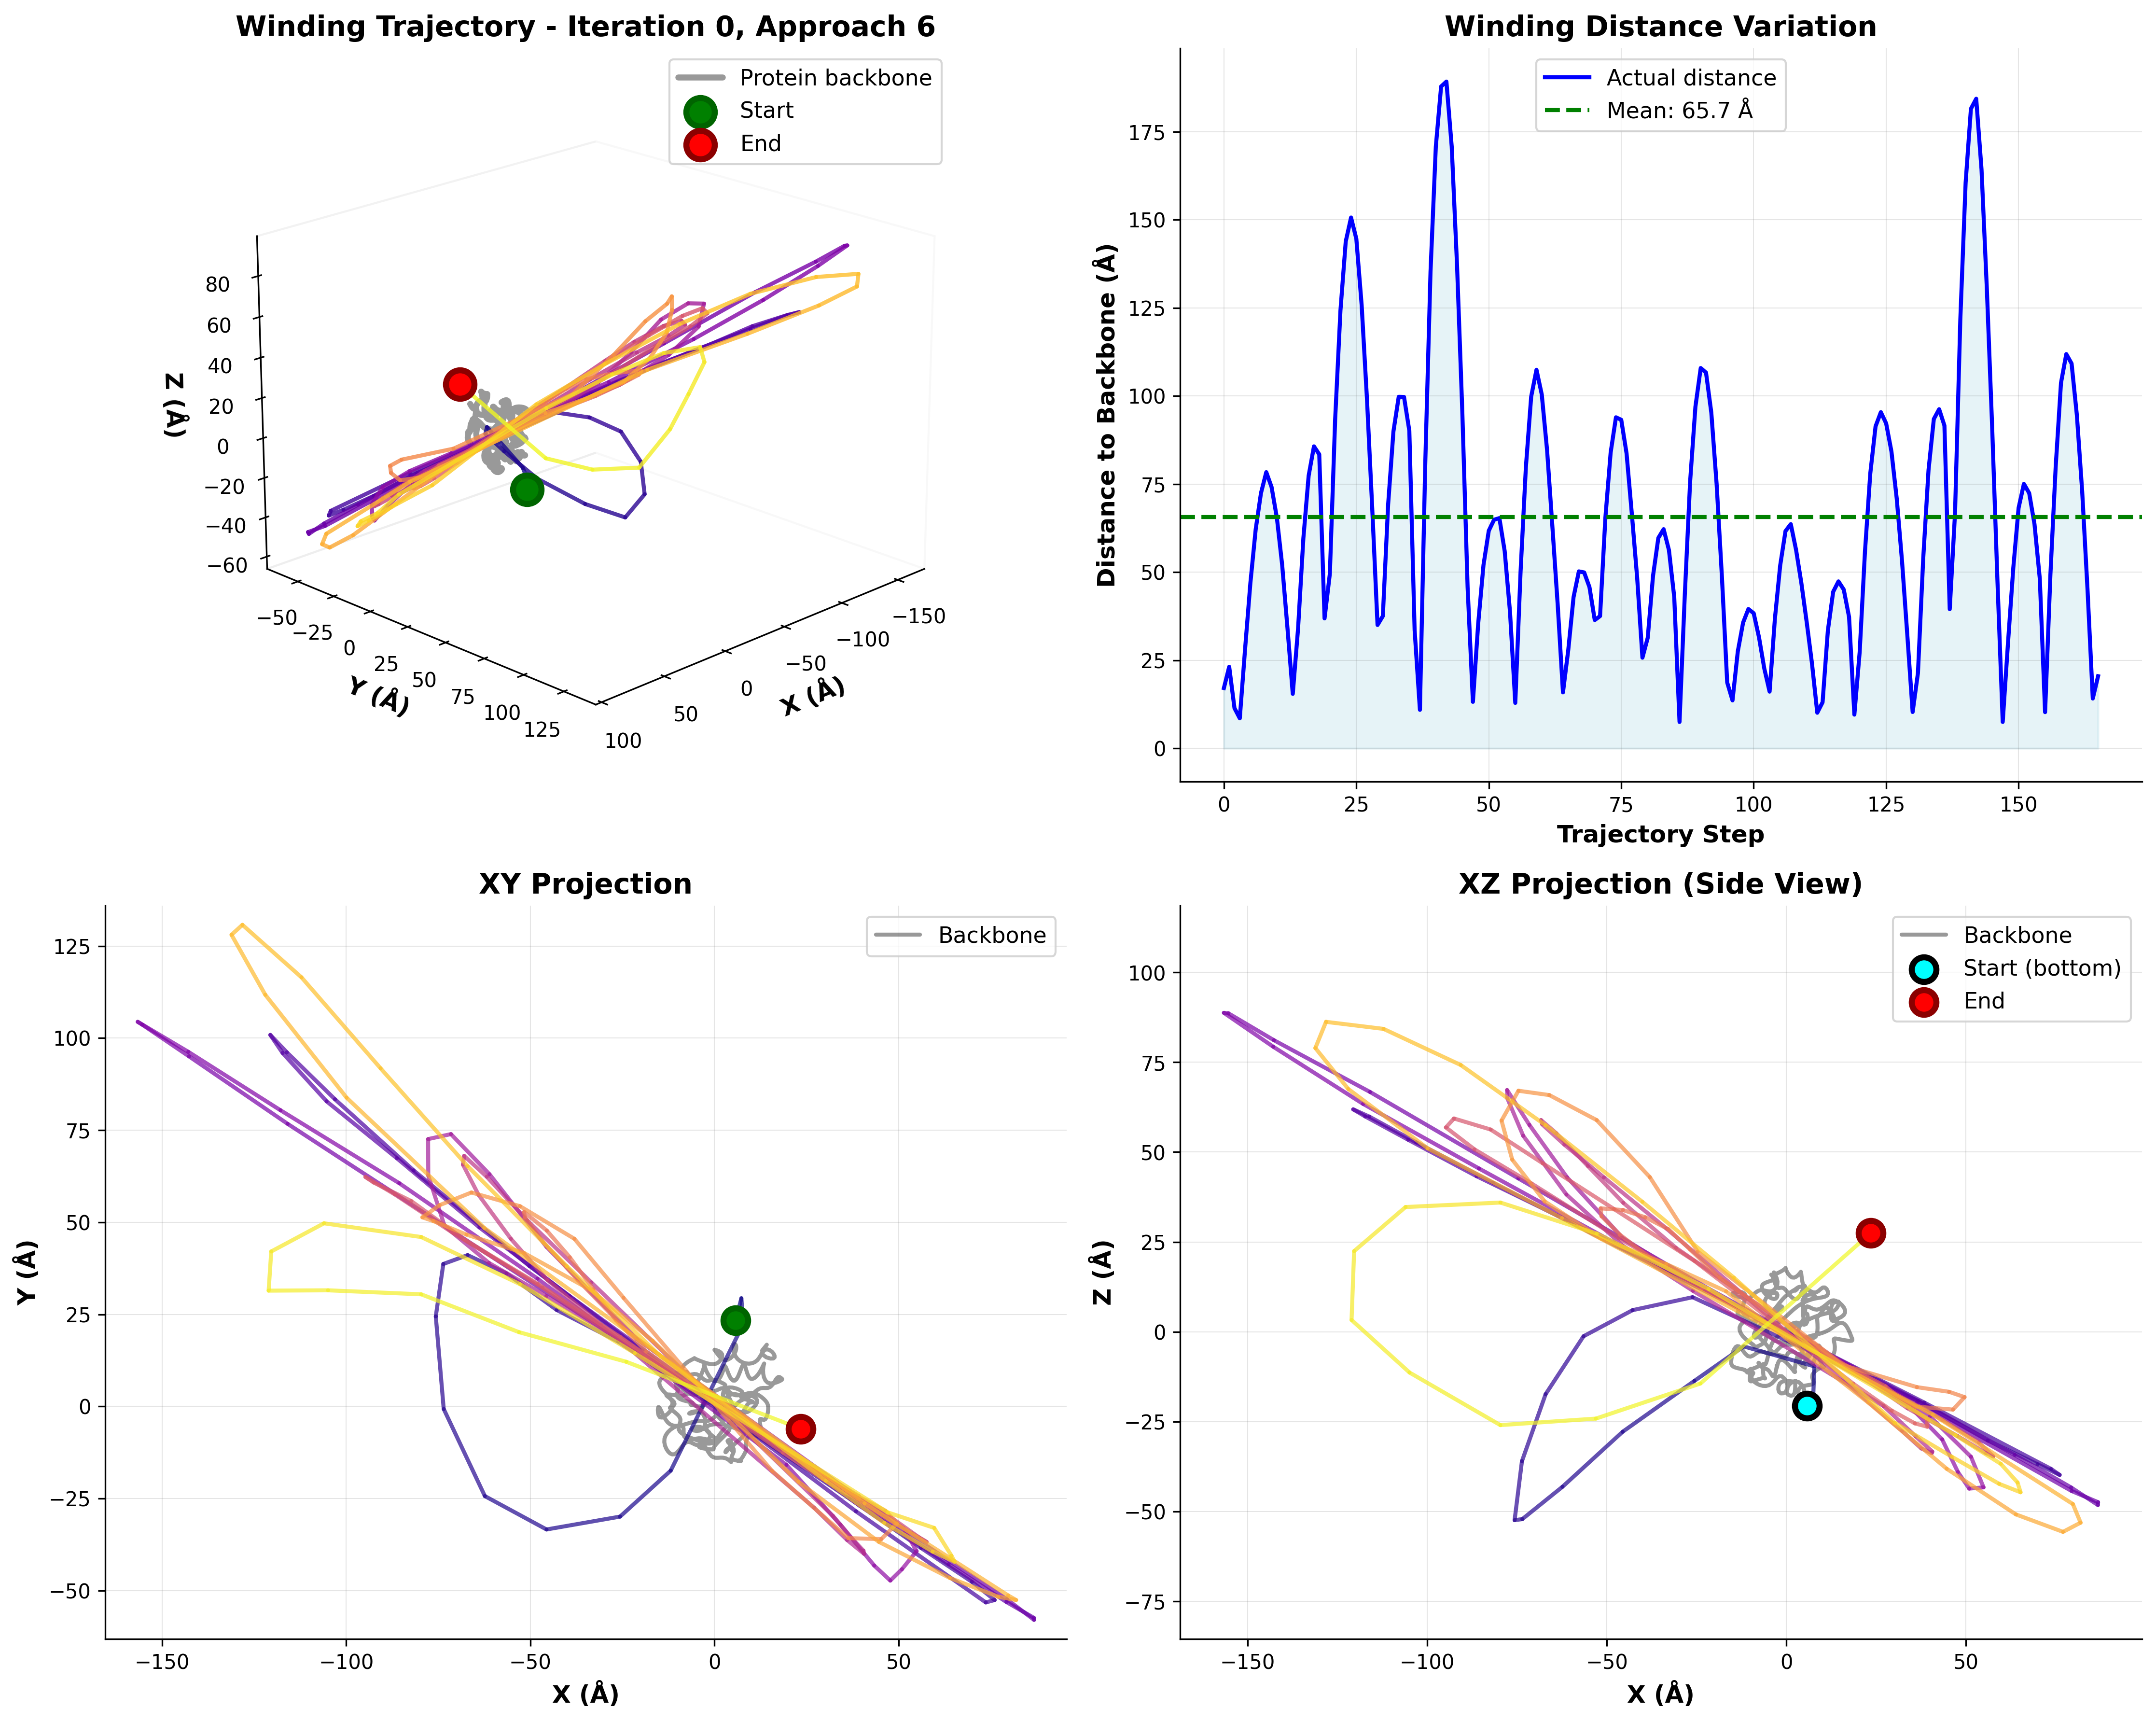 Winding Trajectory - Iteration 0, Approach 6
Protein backbone
Start
End
80
60
40
20
0
−20
−40
−60
Z (Å)
−50
−25
0
25
50
75
100
125
Y (Å)
100
50
0
−50
−100
−150
X (Å)
Winding Distance Variation
Actual distance
Mean: 65.7 Å
175
150
125
100
75
50
25
0
Distance to Backbone (Å)
0
25
50
75
100
125
150
Trajectory Step
XY Projection
Backbone
125
100
75
50
25
0
−25
−50
Y (Å)
−150
−100
−50
0
50
X (Å)
XZ Projection (Side View)
Backbone
Start (bottom)
End
100
75
50
25
0
−25
−50
−75
Z (Å)
−150
−100
−50
0
50
X (Å)